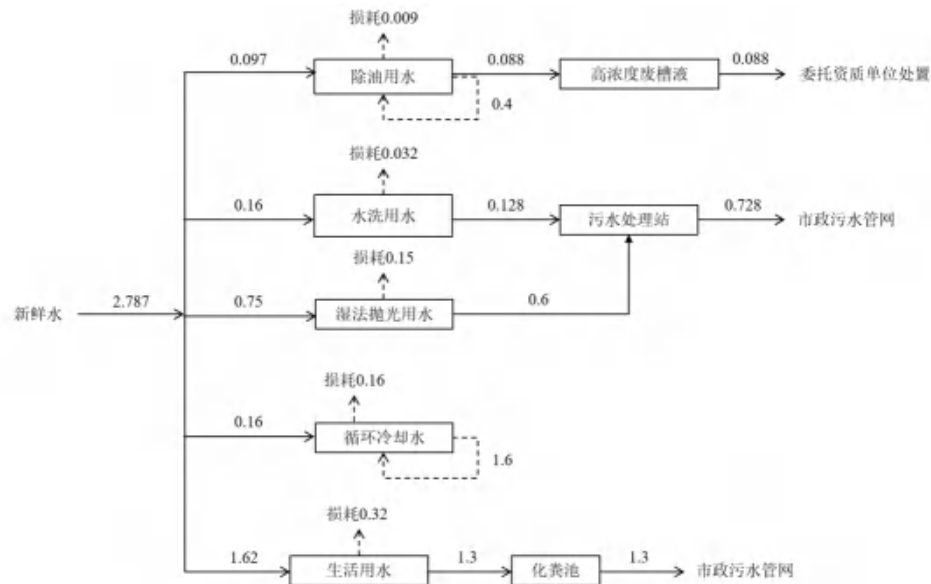 损耗0.009
0.097
除油用水
0.088
高浓度废槽液
0.088
委托资质单位处置
0.4
损耗0.032
0.16
水洗用水
0.128
污水处理站
0.728
市政污水管网
损耗0.15
新鲜水
2.787
0.75
湿法抛光用水
0.6
损耗0.16
0.16
循环冷却水
1.6
损耗0.32
1.62
生活用水
1.3
化粪池
1.3
市政污水管网